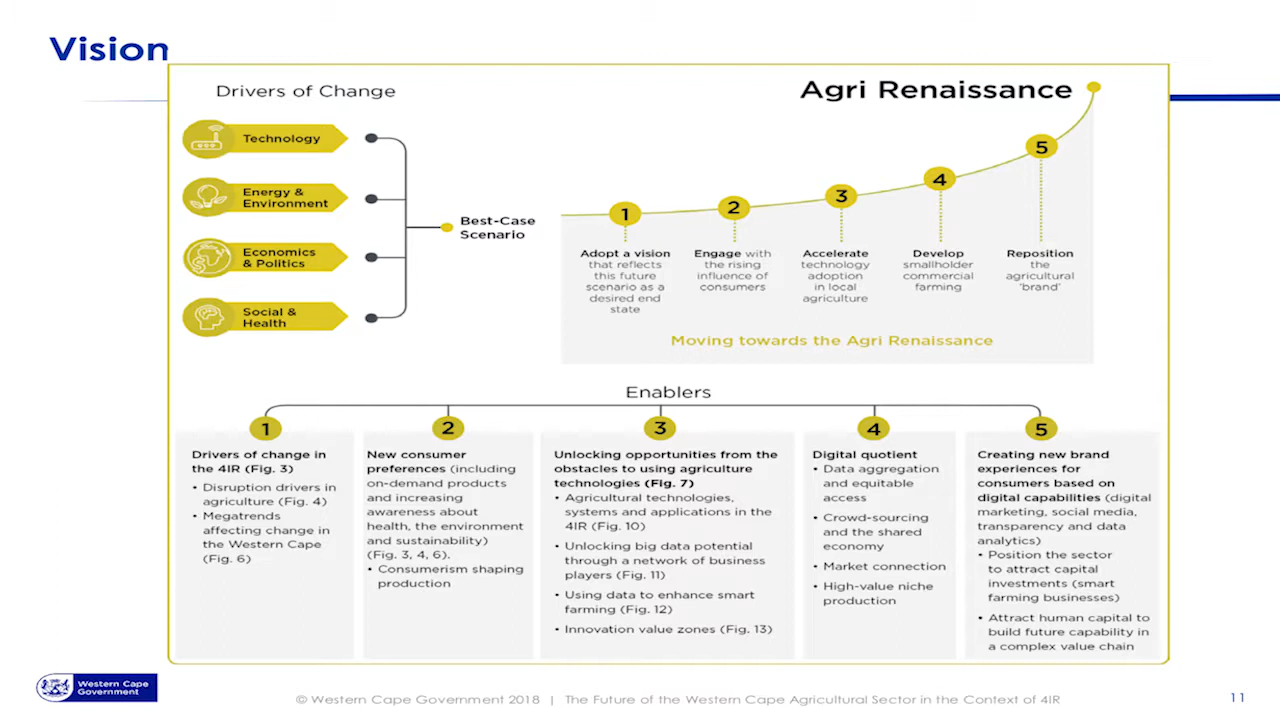 Vision
Drivers of Change
Technology
Energy &
Environment
Economics
& Politics
Social &
Health
Best-Case
Scenario
Agri Renaissance
1
Adopt a vision
that reflects
this future
scenario as a
desired end
state
2
Engage with
the rising
influence of
consumers
3
Accelerate
technology
adoption
in local
agriculture
4
Develop
smallholder
commercial
farming
5
Reposition
the
agricultural
'brand'
Moving towards the Agri Renaissance
Enablers
1
Drivers of change in
the 4IR (Fig. 3)
• Disruption drivers in
agriculture (Fig. 4)
• Megatrends
affecting change in
the Western Cape
(Fig. 6)
2
New consumer
preferences (including
on-demand products
and increasing
awareness about
health, the environment
and sustainability)
(Fig. 3, 4, 6).
• Consumerism shaping
production
3
Unlocking opportunities from the
obstacles to using agriculture
technologies (Fig. 7)
• Agricultural technologies,
systems and applications in the
4IR (Fig. 10)
• Unlocking big data potential
through a network of business
players (Fig. 11)
• Using data to enhance smart
farming (Fig. 12)
• Innovation value zones (Fig. 13)
4
Digital quotient
• Data aggregation
and equitable
access
• Crowd-sourcing
and the shared
economy
• Market connection
• High-value niche
production
5
Creating new brand
experiences for
consumers based on
digital capabilities (digital
marketing, social media,
transparency and data
analytics)
• Position the sector
to attract capital
investments (smart
farming businesses)
• Attract human capital to
build future capability in
a complex value chain
Western Cape
Government
© Western Cape Government 2018 | The Future of the Western Cape Agricultural Sector in the Context of 4IR
11